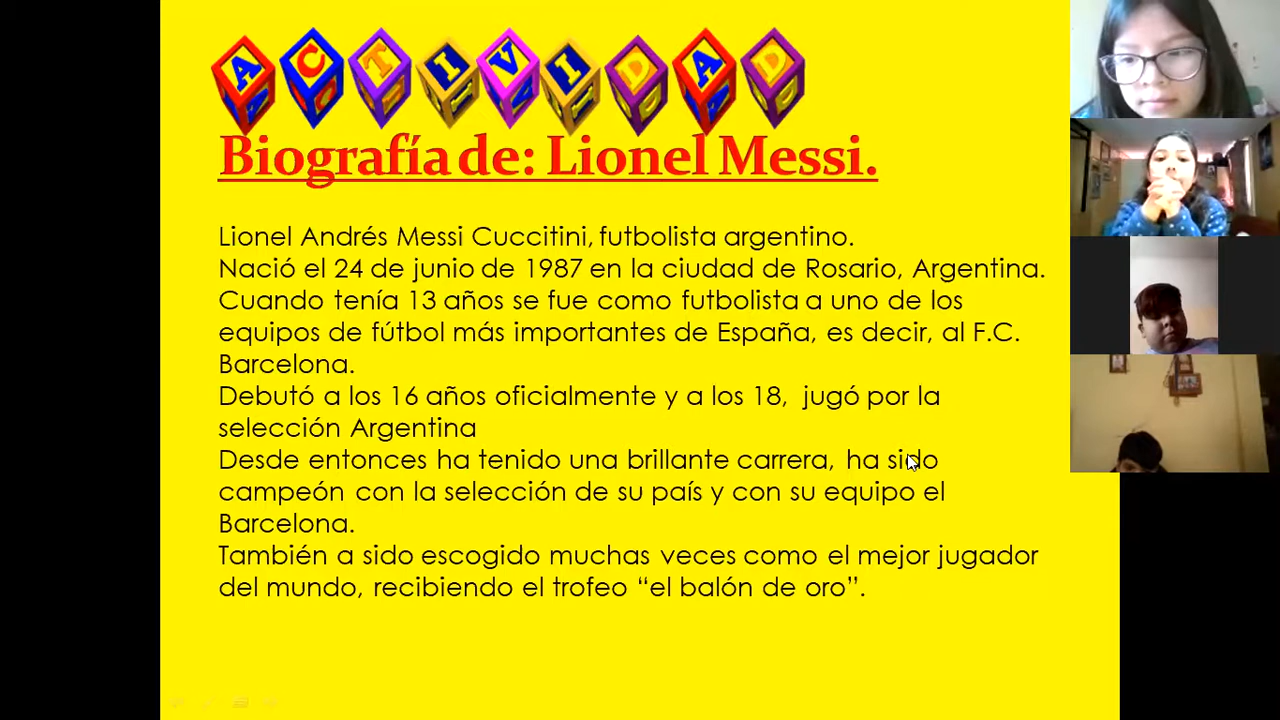 ACTIVIDAD
Biografía de: Lionel Messi.
Lionel Andrés Messi Cuccitini, futbolista argentino.
Nació el 24 de junio de 1987 en la ciudad de Rosario, Argentina.
Cuando tenía 13 años se fue como futbolista a uno de los
equipos de fútbol más importantes de España, es decir, al F.C.
Barcelona.
Debutó a los 16 años oficialmente y a los 18, jugó por la
selección Argentina
Desde entonces ha tenido una brillante carrera, ha sido
campeón con la selección de su país y con su equipo el
Barcelona.
También a sido escogido muchas veces como el mejor jugador
del mundo, recibiendo el trofeo “el balón de oro”.